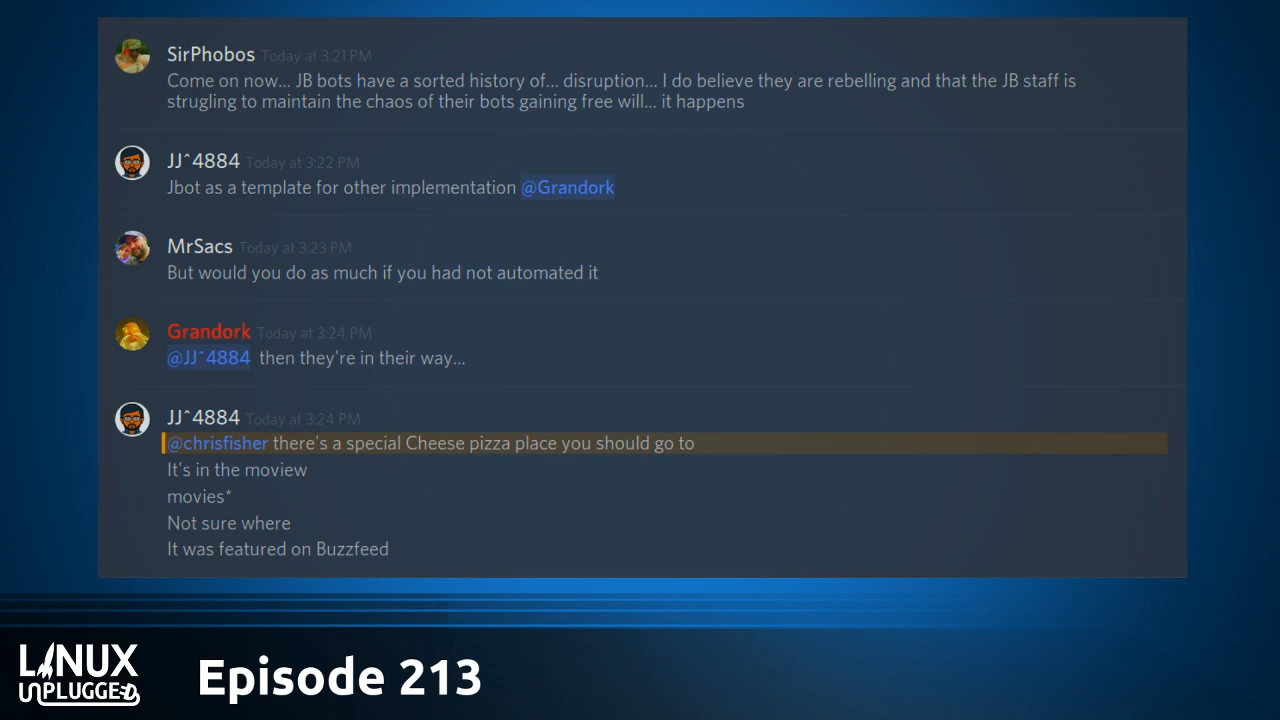 SirPhobos Today at 3:21 PM
Come on now... JB bots have a sorted history of... disruption... I do believe they are rebelling and that the JB staff is
strugling to maintain the chaos of their bots gaining free will... it happens
JJ^4884 Today at 3:22 PM
Jbot as a template for other implementation @Grandork
MrSacs Today at 3:23 PM
But would you do as much if you had not automated it
Grandork Today at 3:24 PM
@JJ^4884 then they're in their way...
JJ^4884 Today at 3:24 PM
@chrisfisher there's a special Cheese pizza place you should go to
It's in the moview
movies*
Not sure where
It was featured on Buzzfeed
LINUX
UNPLUGGED
Episode 213